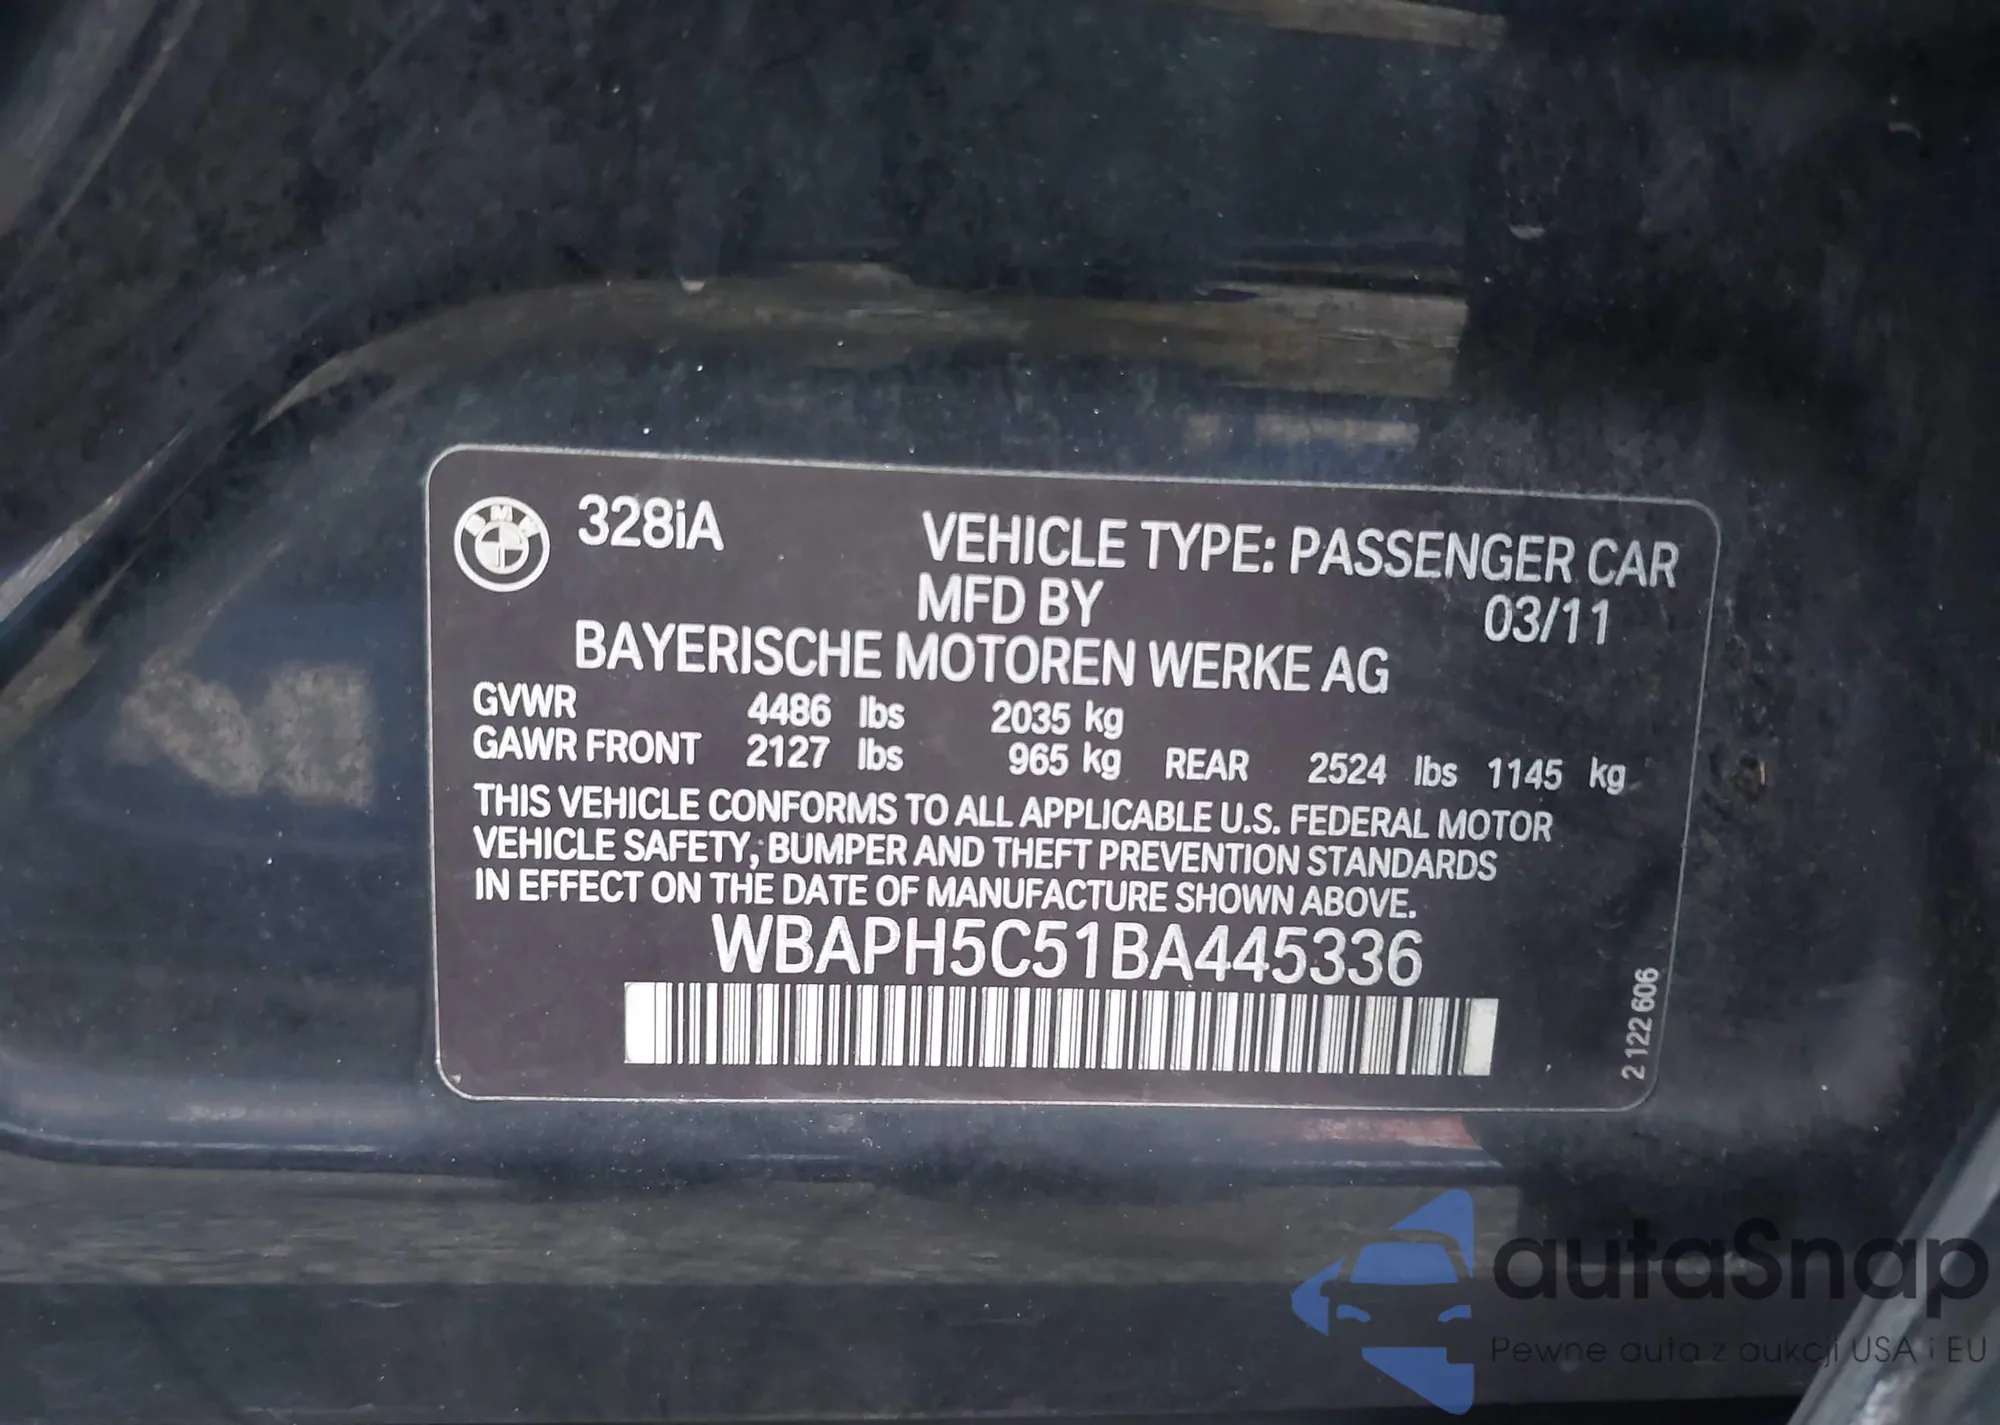 BMW
328iA
VEHICLE TYPE: PASSENGER CAR
MFD BY
03/11
BAYERISCHE MOTOREN WERKE AG
GVWR 4486 lbs 2035 kg
GAWR FRONT 2127 lbs 965 kg REAR 2524 lbs 1145 kg
THIS VEHICLE CONFORMS TO ALL APPLICABLE U.S. FEDERAL MOTOR
VEHICLE SAFETY, BUMPER AND THEFT PREVENTION STANDARDS
IN EFFECT ON THE DATE OF MANUFACTURE SHOWN ABOVE.
WBAPH5C51BA445336
2 122 606
autaSnap
Pewne auta z aukcji USA i EU